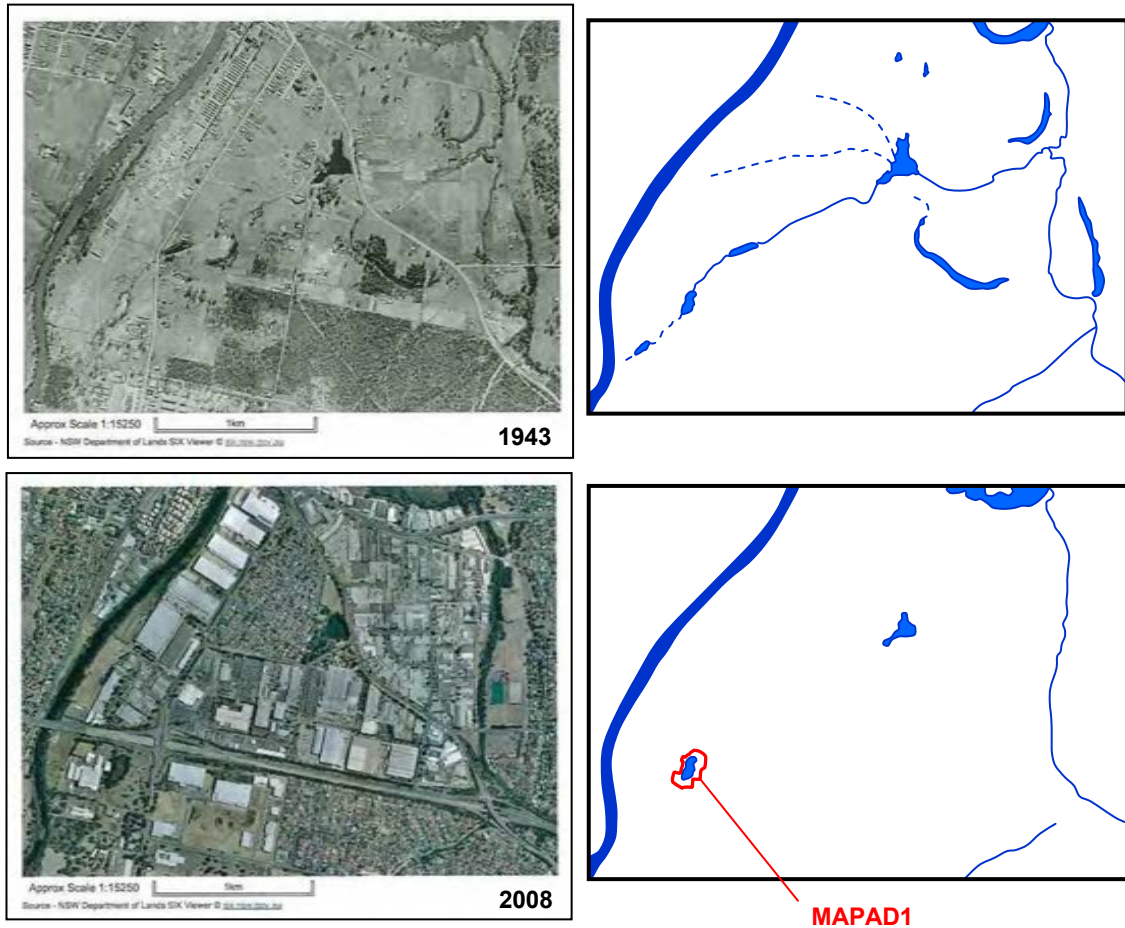 Approx Scale 1:15250
1km
Source - NSW Department of Lands SIX Viewer ©
1943
Approx Scale 1:15250
1km
Source - NSW Department of Lands SIX Viewer ©
2008
MAPAD1